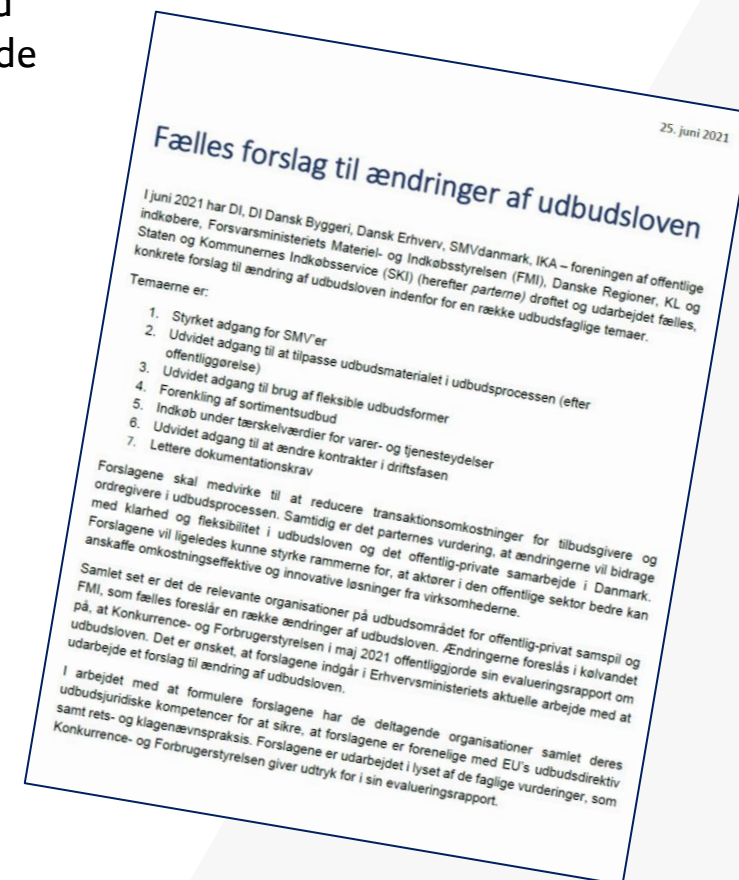 de
25. juni 2021
Fælles forslag til ændringer af udbudsloven
I juni 2021 har DI, DI Dansk Byggeri, Dansk Erhverv, SMVdanmark, IKA – foreningen af offentlige
indkøbere, Forsvarsministeriets Materiel- og Indkøbsstyrelsen (FMI), Danske Regioner, KL og
Staten og Kommunernes Indkøbsservice (SKI) (herefter parterne) drøftet og udarbejdet fælles,
konkrete forslag til ændring af udbudsloven indenfor for en række udbudsfaglige temaer.
Temaerne er:
1. Styrket adgang for SMV'er
2. Udvidet adgang til at tilpasse udbudsmaterialet i udbudsprocessen (efter
offentliggørelse)
3. Udvidet adgang til brug af fleksible udbudsformer
4. Forenkling af sortimentsudbud
5. Indkøb under tærskelværdier for varer- og tjenesteydelser
6. Udvidet adgang til at ændre kontrakter i driftsfasen
7. Lettere dokumentationskrav
Forslagene skal medvirke til at reducere transaktionsomkostninger for tilbudsgivere og
ordregivere i udbudsprocessen. Samtidig er det parternes vurdering, at ændringerne vil bidrage
med klarhed og fleksibilitet i udbudsloven og det offentlig-private samarbejde i Danmark.
Forslagene vil ligeledes kunne styrke rammerne for, at aktører i den offentlige sektor bedre kan
anskaffe omkostningseffektive og innovative løsninger fra virksomhederne.
Samlet set er det de relevante organisationer på udbudsområdet for offentlig-privat samspil og
FMI, som fælles foreslår en række ændringer af udbudsloven. Ændringerne foreslås i kølvandet
på, at Konkurrence- og Forbrugerstyrelsen i maj 2021 offentliggjorde sin evalueringsrapport om
udbudsloven. Det er ønsket, at forslagene indgår i Erhvervsministeriets aktuelle arbejde med at
udarbejde et forslag til ændring af udbudsloven.
I arbejdet med at formulere forslagene har de deltagende organisationer samlet deres
udbudsjuridiske kompetencer for at sikre, at forslagene er forenelige med EU's udbudsdirektiv
samt rets- og klagenævnspraksis. Forslagene er udarbejdet i lyset af de faglige vurderinger, som
Konkurrence- og Forbrugerstyrelsen giver udtryk for i sin evalueringsrapport.